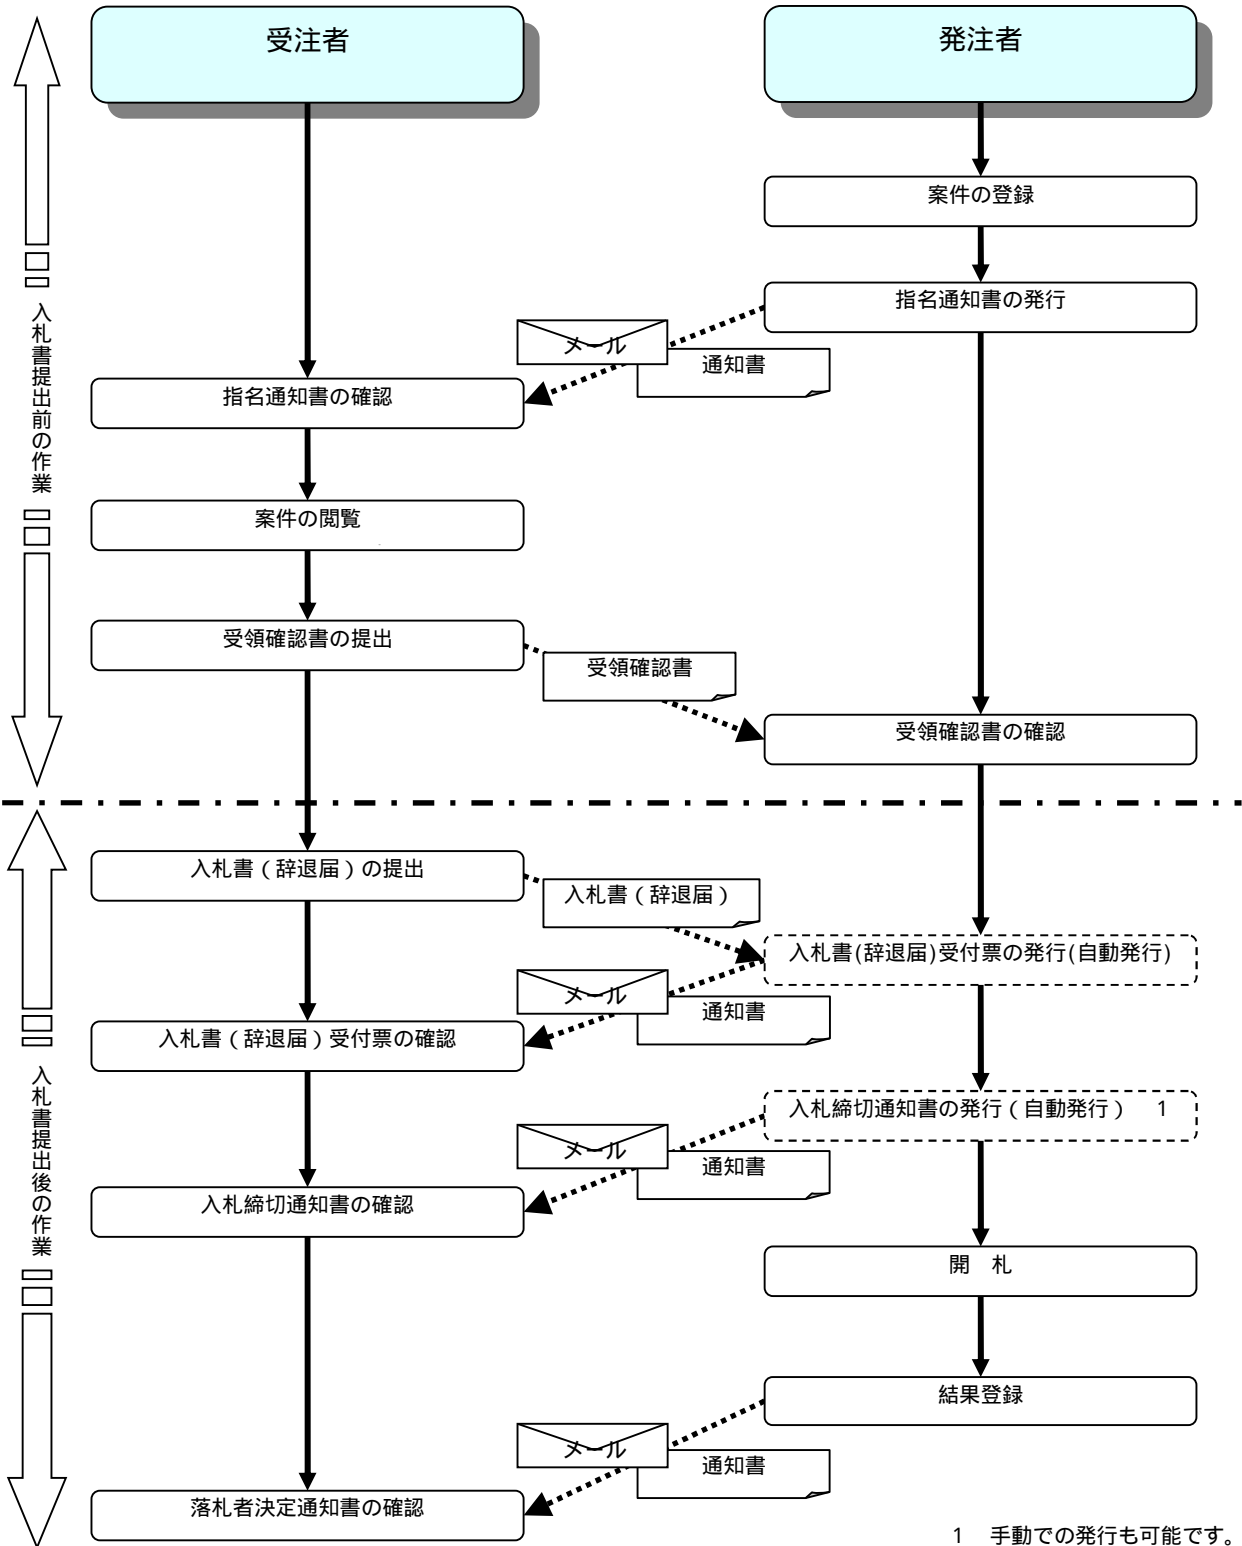 受注者
発注者
案件の登録
指名通知書の発行
メール
通知書
指名通知書の確認
入札書提出前の作業
案件の閲覧
受領確認書の提出
受領確認書
受領確認書の確認
入札書（辞退届）の提出
入札書（辞退届）
入札書(辞退届)受付票の発行(自動発行)
メール
通知書
入札書（辞退届）受付票の確認
入札書提出後の作業
入札締切通知書の発行（自動発行）　1
メール
通知書
入札締切通知書の確認
開　札
結果登録
メール
通知書
落札者決定通知書の確認
1　手動での発行も可能です。